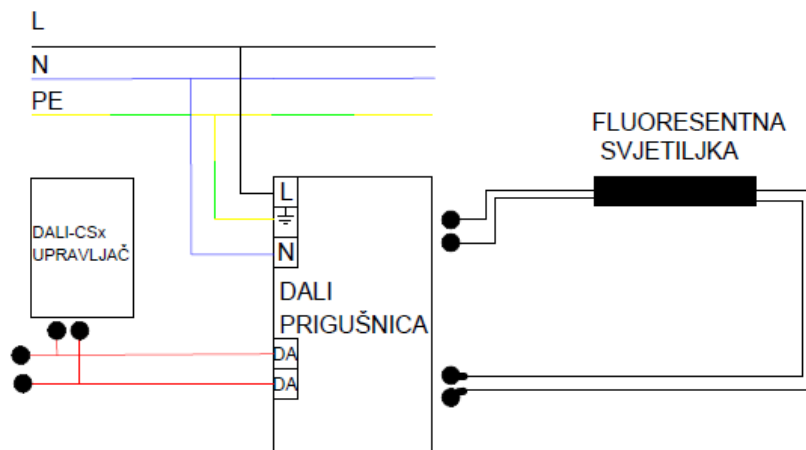 L
N
PE
FLUORESENTNA
SVJETILJKA
DALI-CSx
UPRAVLJAČ
L
N
DALI
PRIGUŠNICA
DA
DA